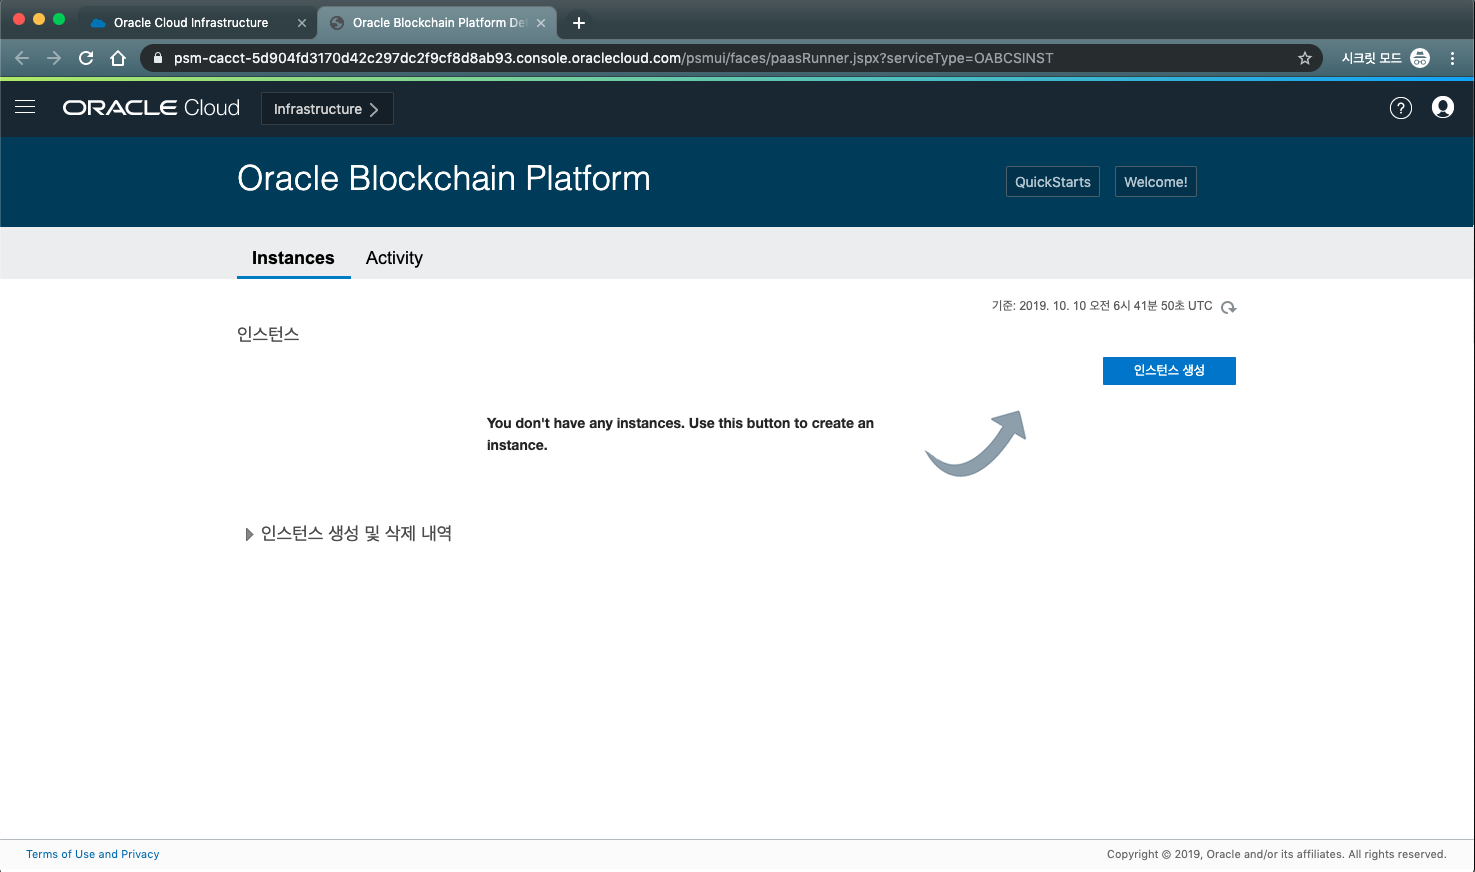 Oracle Cloud Infrastructure
Oracle Blockchain Platform De
psm-cacct-5d904fd3170d42c297dc2f9cf8d8ab93.console.oraclecloud.com/psmui/faces/paasRunner.jspx?serviceType=OABCSINST
시크릿 모드
ORACLE Cloud
Infrastructure
?
Oracle Blockchain Platform
QuickStarts
Welcome!
Instances
Activity
기준: 2019. 10. 10 오전 6시 41분 50초 UTC
인스턴스
인스턴스 생성
You don't have any instances. Use this button to create an
instance.
인스턴스 생성 및 삭제 내역
Terms of Use and Privacy
Copyright © 2019, Oracle and/or its affiliates. All rights reserved.